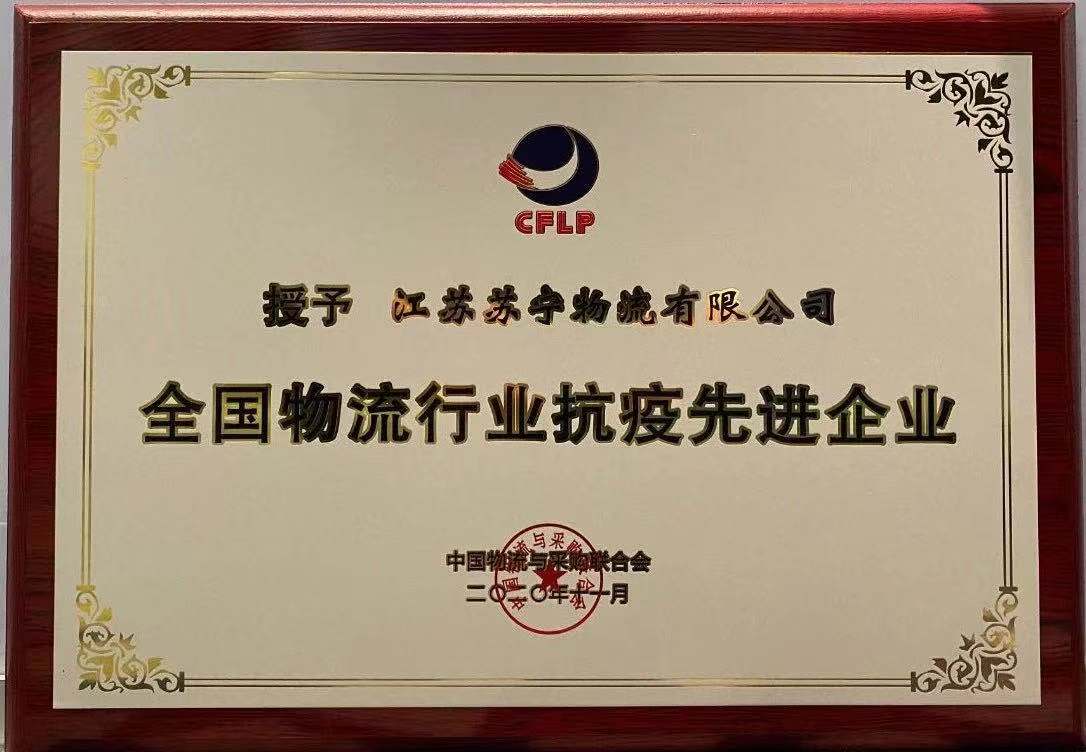 CFLP
授予 江苏苏宁物流有限公司
全国物流行业抗疫先进企业
中国物流与采购联合会
二〇二〇年十一月